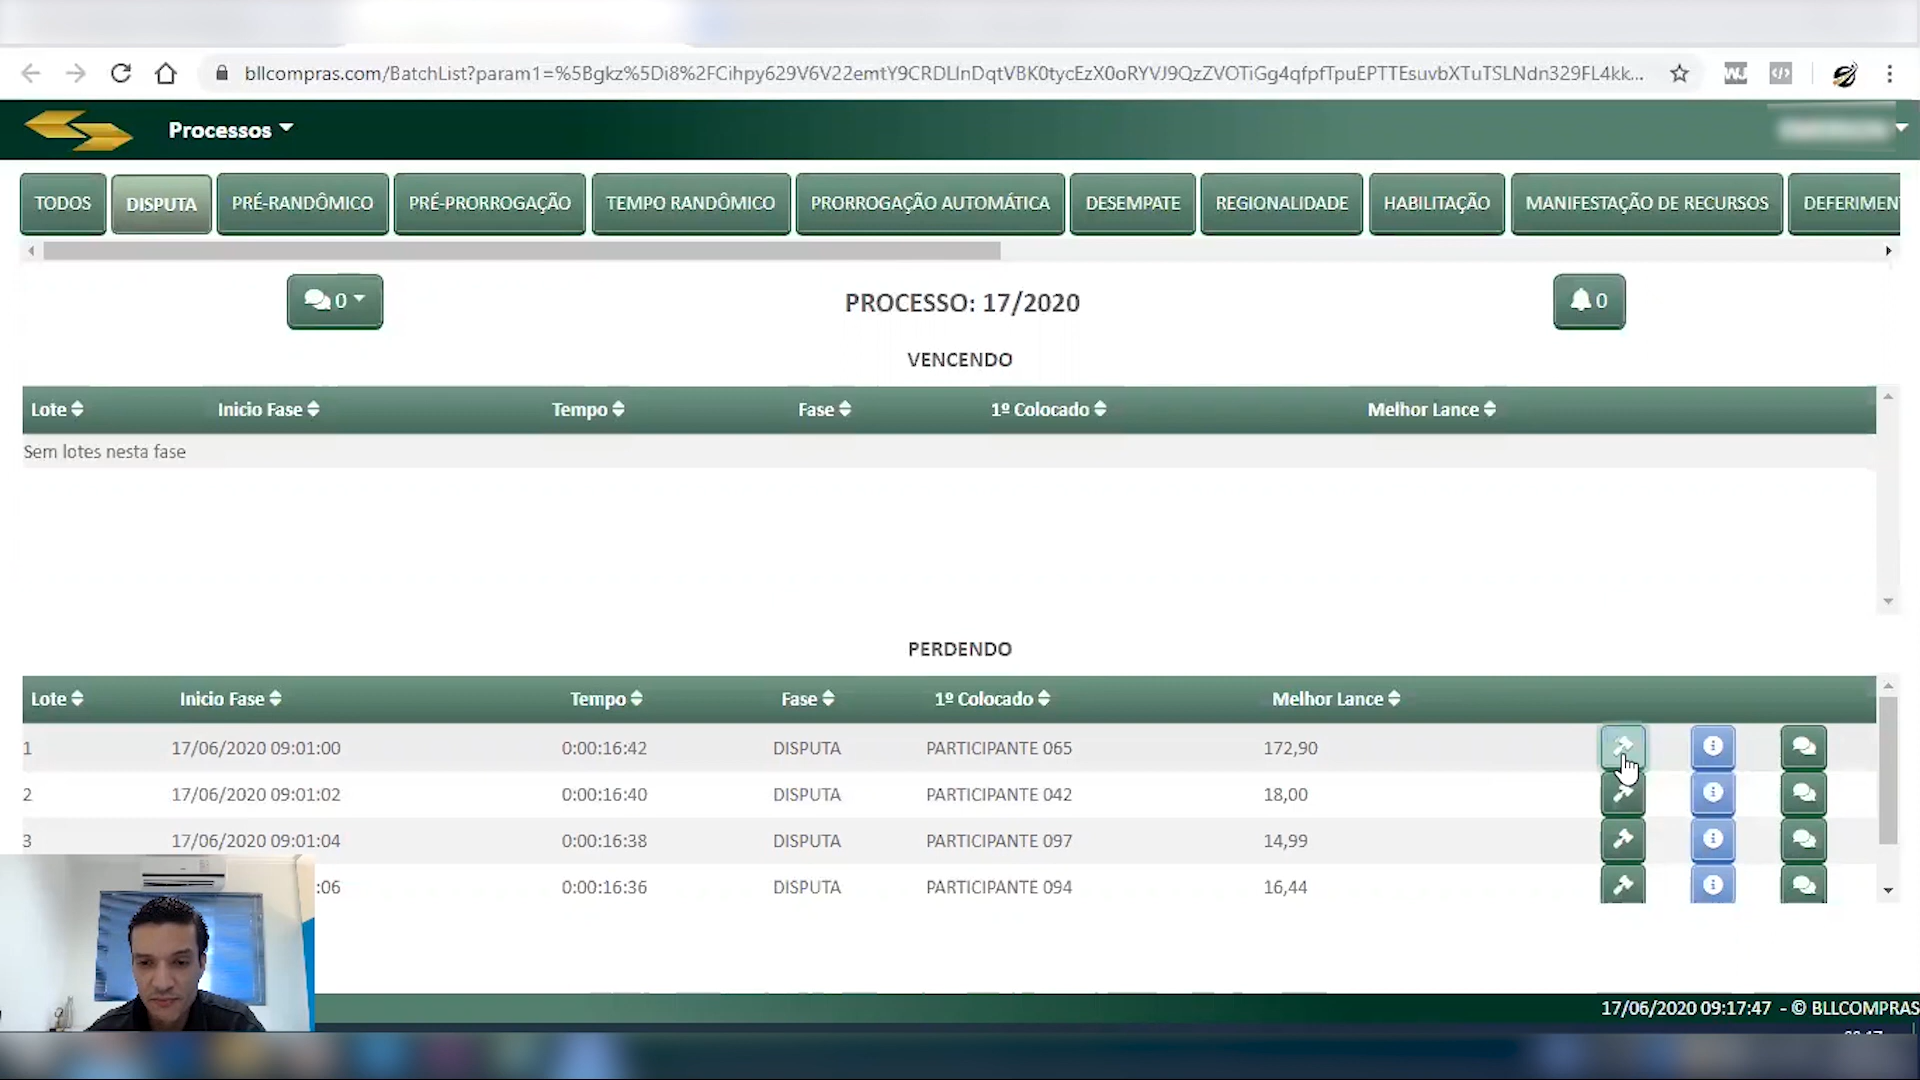 bllcompras.com/BatchList?param1=%5Bgkz%5Di8%2FCihpy629V6V22emtY9CRDLlnDqtVBK0tycEzX0oRYVJ9QzZVOTiGg4qfpfTpuEPTTEsuvbXTuTSLNdn329FL4kk...
Processos
TODOS DISPUTA PRÉ-RANDÔMICO PRÉ-PRORROGAÇÃO TEMPO RANDÔMICO PRORROGAÇÃO AUTOMÁTICA DESEMPATE REGIONALIDADE HABILITAÇÃO MANIFESTAÇÃO DE RECURSOS DEFERIMEN
0 PROCESSO: 17/2020 0
VENCENDO
Lote Inicio Fase Tempo Fase 1º Colocado Melhor Lance
Sem lotes nesta fase
PERDENDO
Lote Inicio Fase Tempo Fase 1º Colocado Melhor Lance
1 17/06/2020 09:01:00 0:00:16:42 DISPUTA PARTICIPANTE 065 172,90
2 17/06/2020 09:01:02 0:00:16:40 DISPUTA PARTICIPANTE 042 18,00
3 17/06/2020 09:01:04 0:00:16:38 DISPUTA PARTICIPANTE 097 14,99
:06 0:00:16:36 DISPUTA PARTICIPANTE 094 16,44
17/06/2020 09:17:47 - © BLLCOMPRAS